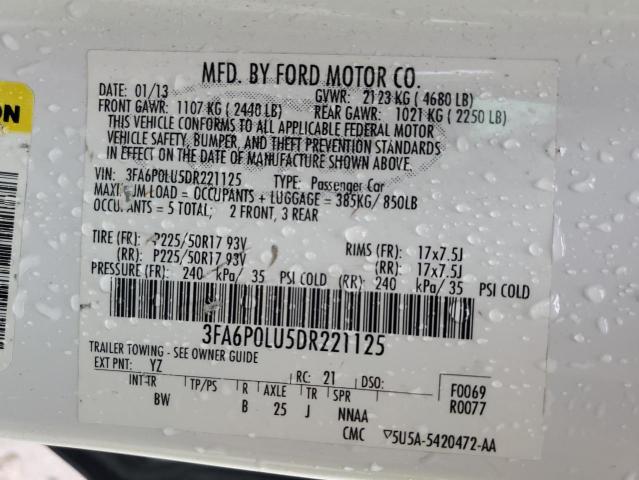 MFD. BY FORD MOTOR CO.
DATE: 01/13 GVWR: 2123 KG ( 4680 LB)
FRONT GAWR: 1107 KG ( 2440 LB) REAR GAWR: 1021 KG ( 2250 LB)
THIS VEHICLE CONFORMS TO ALL APPLICABLE FEDERAL MOTOR
VEHICLE SAFETY, BUMPER, AND THEFT PREVENTION STANDARDS
IN EFFECT ON THE DATE OF MANUFACTURE SHOWN ABOVE.
VIN: 3FA6P0LU5DR221125 TYPE: Passenger Car
MAXIMUM LOAD = OCCUPANTS + LUGGAGE = 385KG/ 850LB
OCCUPANTS = 5 TOTAL; 2 FRONT, 3 REAR
TIRE (FR): P225/50R17 93V RIMS (FR): 17x7.5J
(RR): P225/50R17 93V (RR): 17x7.5J
PRESSURE (FR): 240 kPa/ 35 PSI COLD (RR): 240 kPa/ 35 PSI COLD
3FA6P0LU5DR221125
TRAILER TOWING - SEE OWNER GUIDE
EXT PNT: YZ RC: 21 DSO: F0069
INT TR TP/PS R AXLE TR SPR R0077
BW B 25 J NNAA
CMC ▽5U5A-5420472-AA